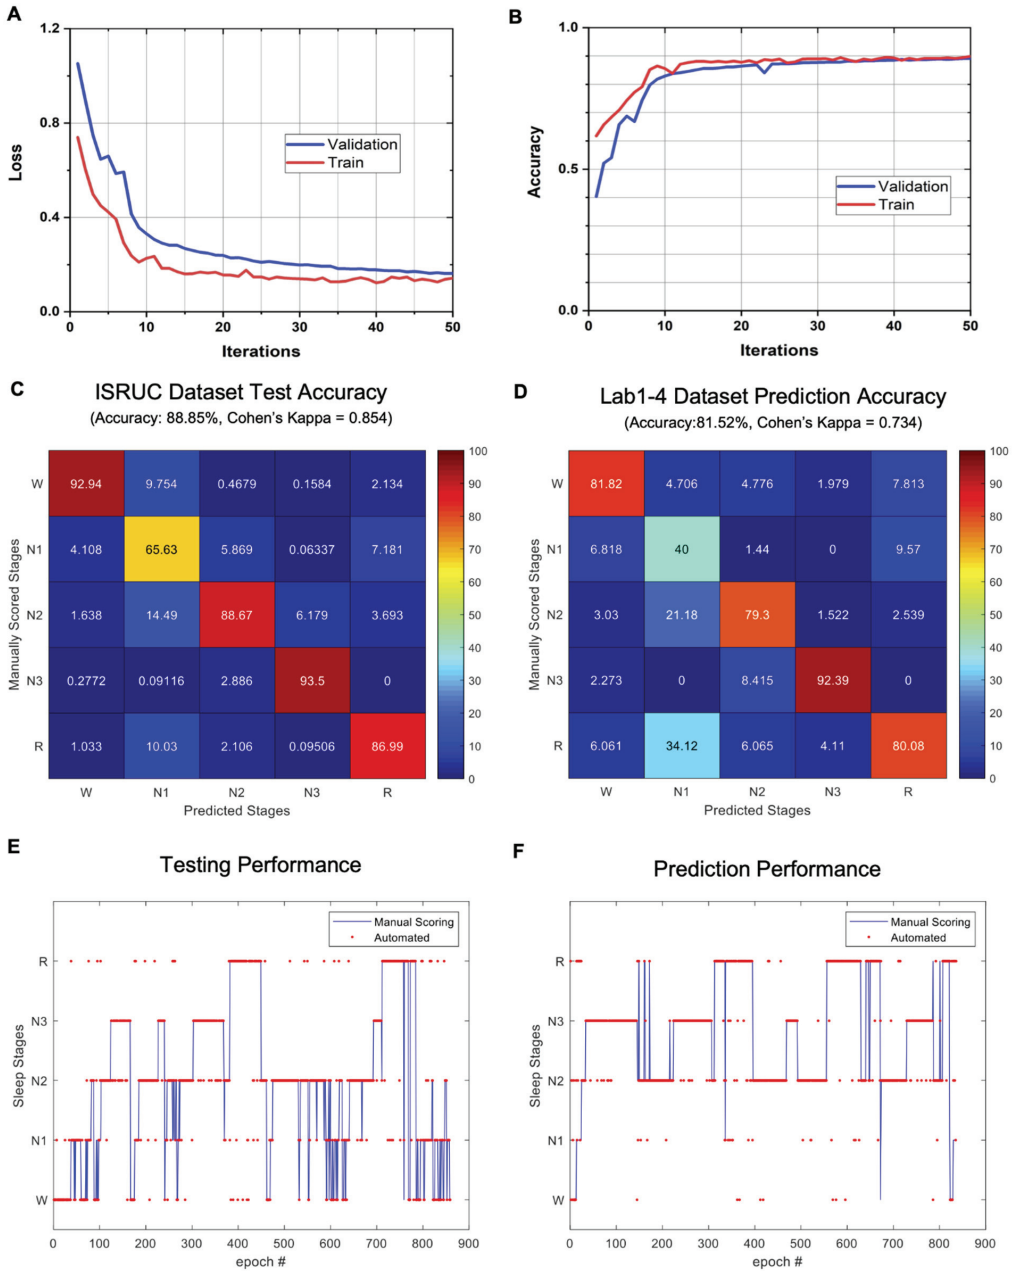 A
1.2
0.8
0.4
0.0
Loss
Validation
Train
0 10 20 30 40 50
Iterations
B
1.0
0.5
0.0
Accuracy
Validation
Train
0 10 20 30 40 50
Iterations
C
ISRUC Dataset Test Accuracy
(Accuracy: 88.85%, Cohen's Kappa = 0.854)
Manually Scored Stages
W 92.94 9.754 0.4679 0.1584 2.134
N1 4.108 65.63 5.869 0.06337 7.181
N2 1.638 14.49 88.67 6.179 3.693
N3 0.2772 0.09116 2.886 93.5 0
R 1.033 10.03 2.106 0.09506 86.99
W N1 N2 N3 R
Predicted Stages
100
90
80
70
60
50
40
30
20
10
0
D
Lab1-4 Dataset Prediction Accuracy
(Accuracy:81.52%, Cohen's Kappa = 0.734)
Manually Scored Stages
W 81.82 4.706 4.776 1.979 7.813
N1 6.818 40 1.44 0 9.57
N2 3.03 21.18 79.3 1.522 2.539
N3 2.273 0 8.415 92.39 0
R 6.061 34.12 6.065 4.11 80.08
W N1 N2 N3 R
Predicted Stages
100
90
80
70
60
50
40
30
20
10
0
E
Testing Performance
Manual Scoring
Automated
Sleep Stages
R
N3
N2
N1
W
0 100 200 300 400 500 600 700 800 900
epoch #
F
Prediction Performance
Manual Scoring
Automated
Sleep Stages
R
N3
N2
N1
W
0 100 200 300 400 500 600 700 800 900
epoch #